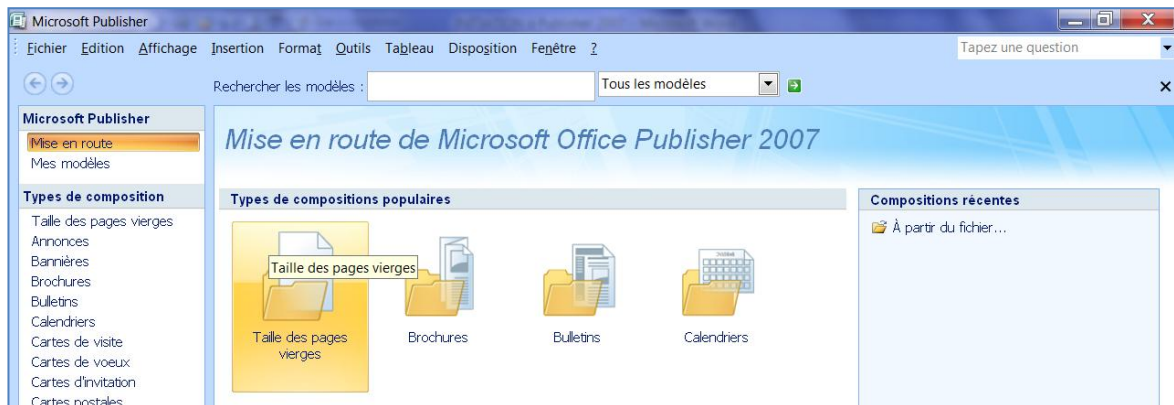 Microsoft Publisher
Fichier Edition Affichage Insertion Format Outils Tableau Disposition Fenêtre ?
Tapez une question
Rechercher les modèles :
Tous les modèles
Microsoft Publisher
Mise en route
Mes modèles
Types de composition
Taille des pages vierges
Annonces
Bannières
Brochures
Bulletins
Calendriers
Cartes de visite
Cartes de voeux
Cartes d'invitation
Cartes postales
Mise en route de Microsoft Office Publisher 2007
Types de compositions populaires
Taille des pages vierges
Taille des pages
vierges
Brochures
Bulletins
Calendriers
Compositions récentes
À partir du fichier...